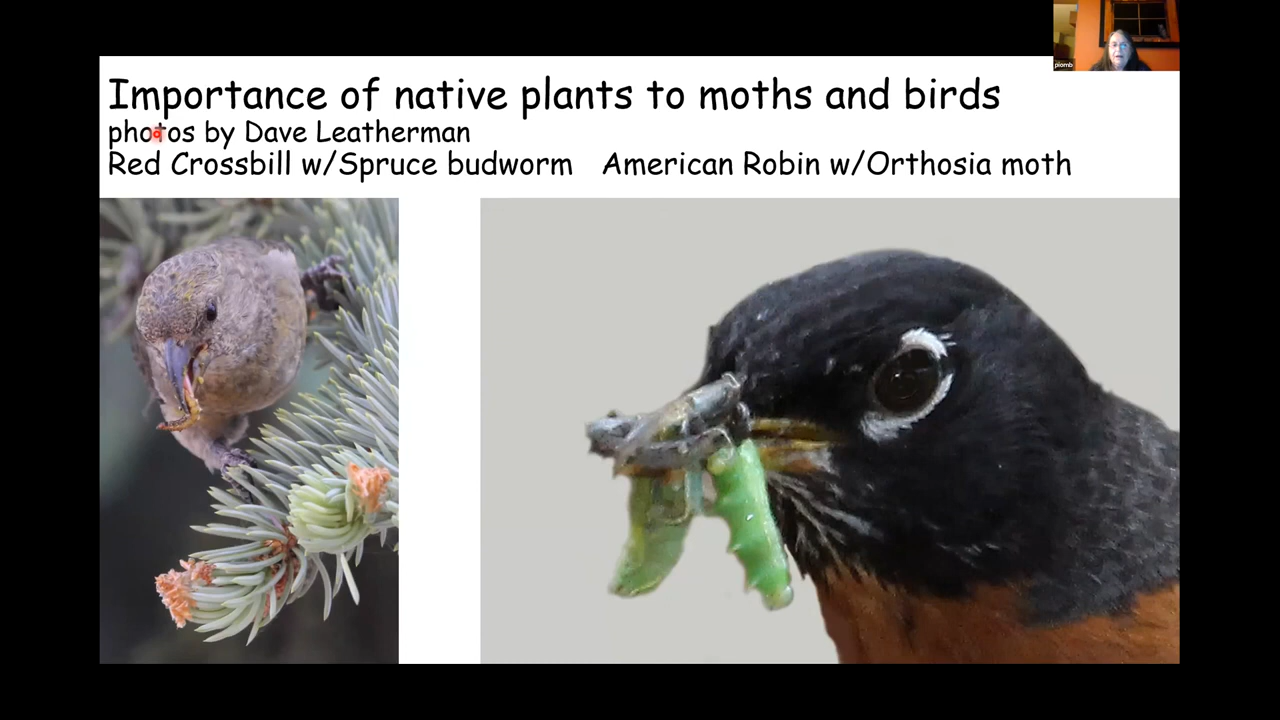 piomb
Importance of native plants to moths and birds
photos by Dave Leatherman
Red Crossbill w/Spruce budworm American Robin w/Orthosia moth